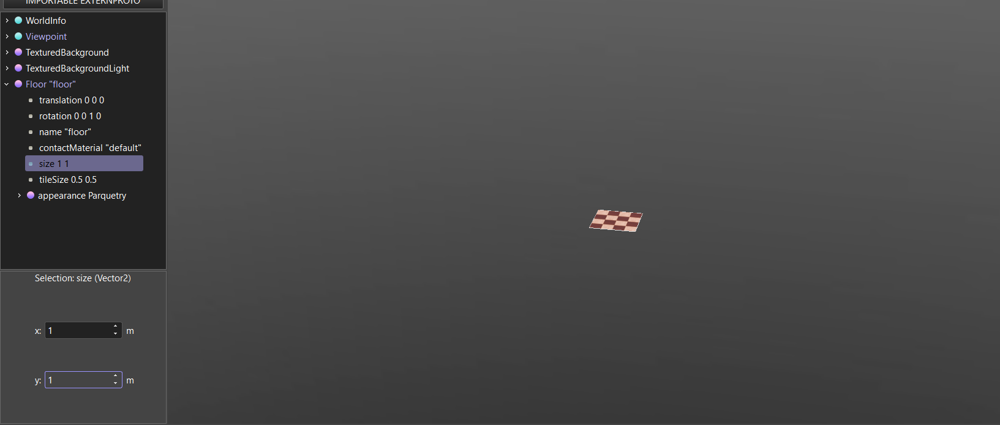 IMPORTABLE EXTERNPROTO
WorldInfo
Viewpoint
TexturedBackground
TexturedBackgroundLight
Floor "floor"
translation 0 0 0
rotation 0 0 1 0
name "floor"
contactMaterial "default"
size 1 1
tileSize 0.5 0.5
appearance Parquetry
Selection: size (Vector2)
x: 1 m
y: 1 m